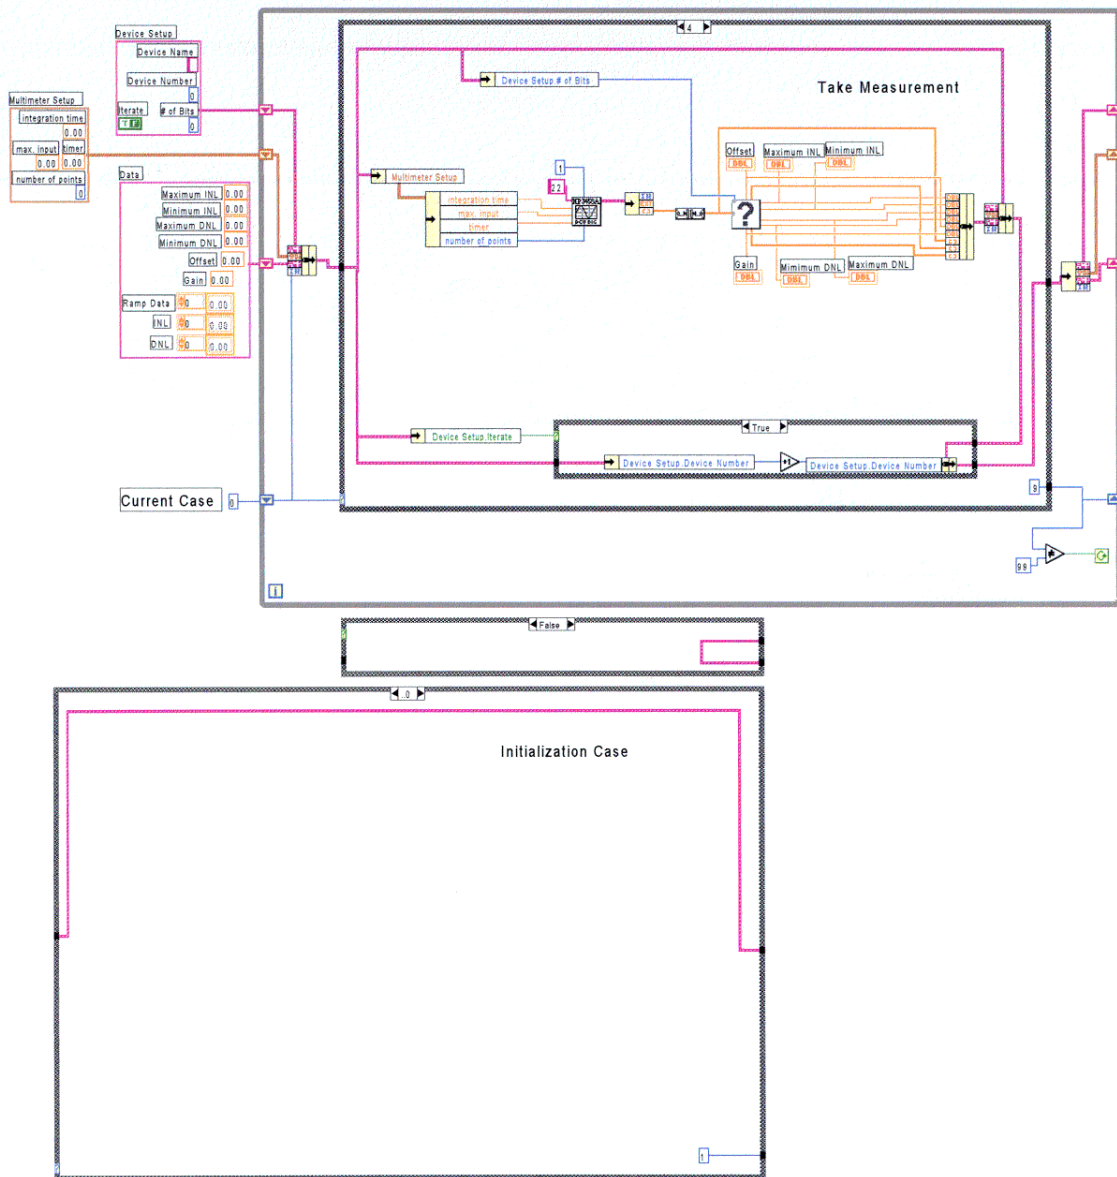 Device Setup
Device Name
Device Number
0
Iterate
# of Bits
T F
0
Multimeter Setup
integration time
0.00
max. input
timer
0.00
0.00
number of points
0
Data
Maximum INL
0.00
Minimum INL
0.00
Maximum DNL
0.00
Minimum DNL
0.00
Offset
0.00
Gain
0.00
Ramp Data
0
0.00
INL
0
0.00
DNL
0
0.00
Current Case
0
4
Take Measurement
Device Setup.# of Bits
Multimeter Setup
integration time
max. input
timer
number of points
1
22
Offset
DBL
Maximum INL
DBL
Minimum INL
DBL
?
Gain
DBL
Mimimum DNL
DBL
Maximum DNL
DBL
Device Setup.Iterate
True
Device Setup.Device Number
+1
Device Setup.Device Number
9
99
i
False
..0
Initialization Case
1